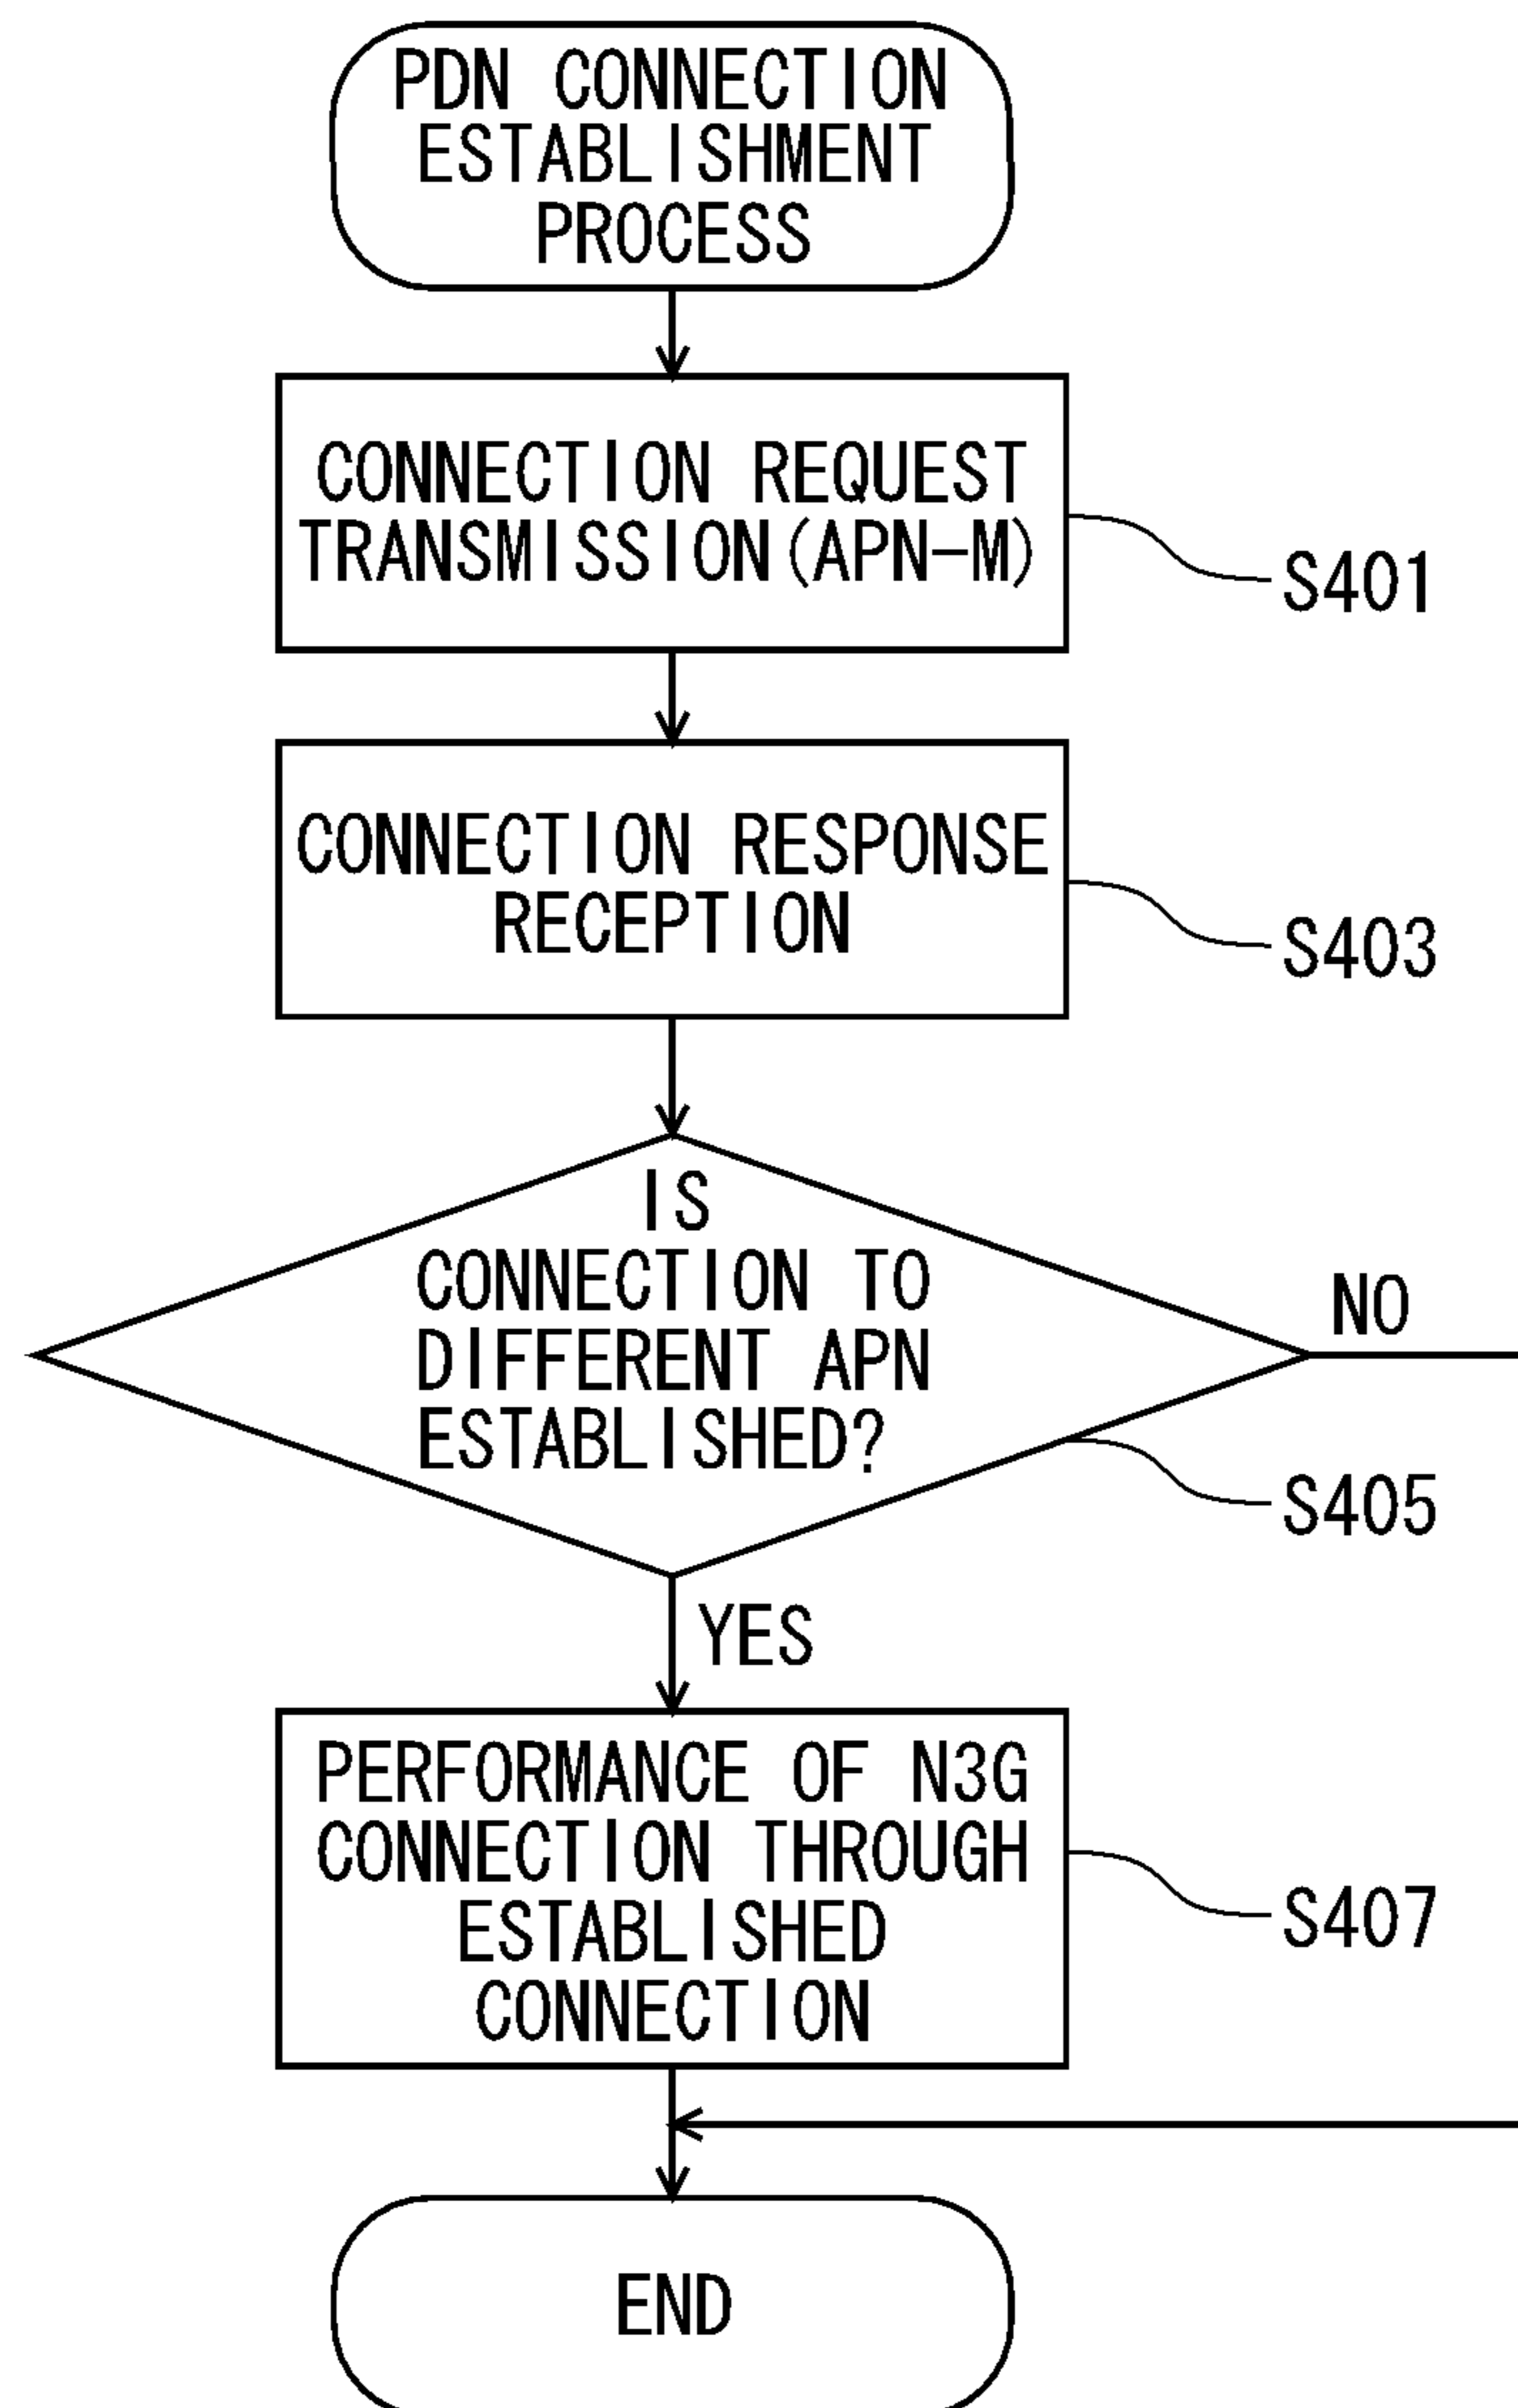 PDN CONNECTION
ESTABLISHMENT
PROCESS
CONNECTION REQUEST
TRANSMISSION(APN-M)
S401
CONNECTION RESPONSE
RECEPTION
S403
IS
CONNECTION TO
DIFFERENT APN
ESTABLISHED?
NO
S405
YES
PERFORMANCE OF N3G
CONNECTION THROUGH
ESTABLISHED
CONNECTION
S407
END